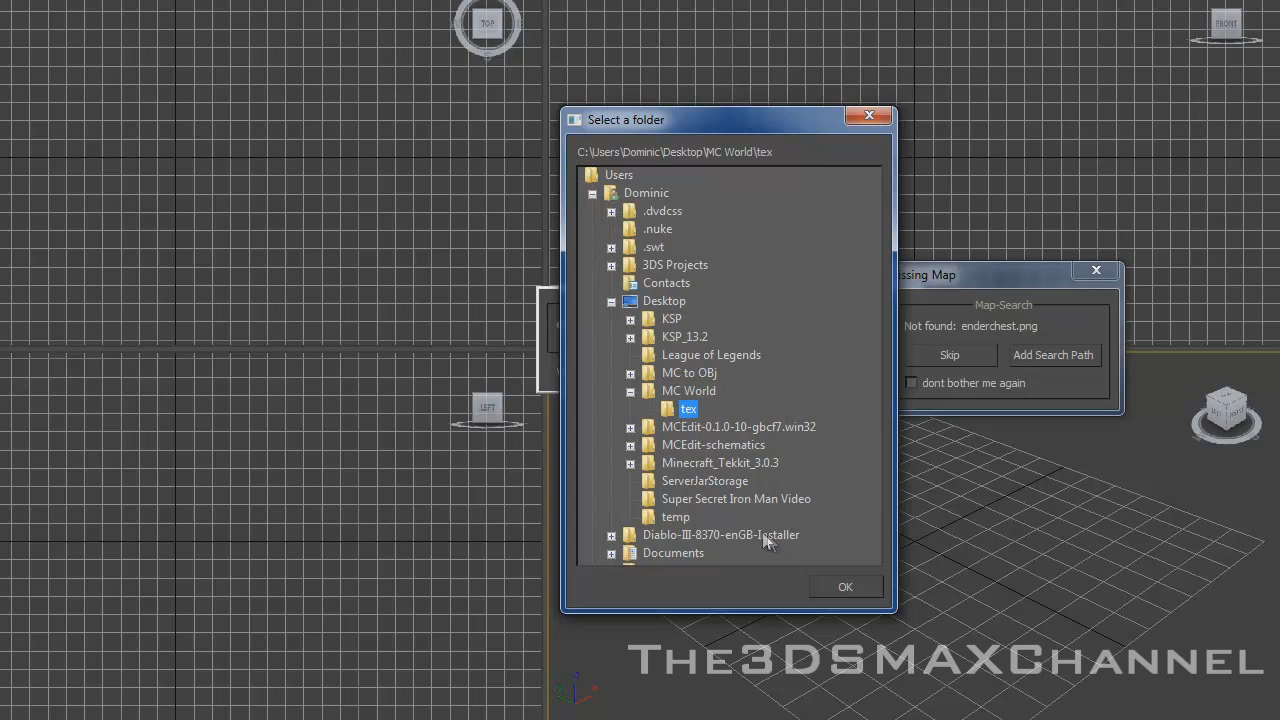 TOP
FRONT
Select a folder
C:\Users\Dominic\Desktop\MC World\tex
Users
Dominic
.dvdcss
.nuke
.swt
3DS Projects
Contacts
Desktop
KSP
KSP_13.2
League of Legends
MC to OBj
MC World
tex
MCEdit-0.1.0-10-gbcf7.win32
MCEdit-schematics
Minecraft_Tekkit_3.0.3
ServerJarStorage
Super Secret Iron Man Video
temp
Diablo-III-8370-enGB-Installer
Documents
OK
issing Map
Map-Search
Not found: enderchest.png
Skip
Add Search Path
dont bother me again
LEFT
The3DSMAXChannel